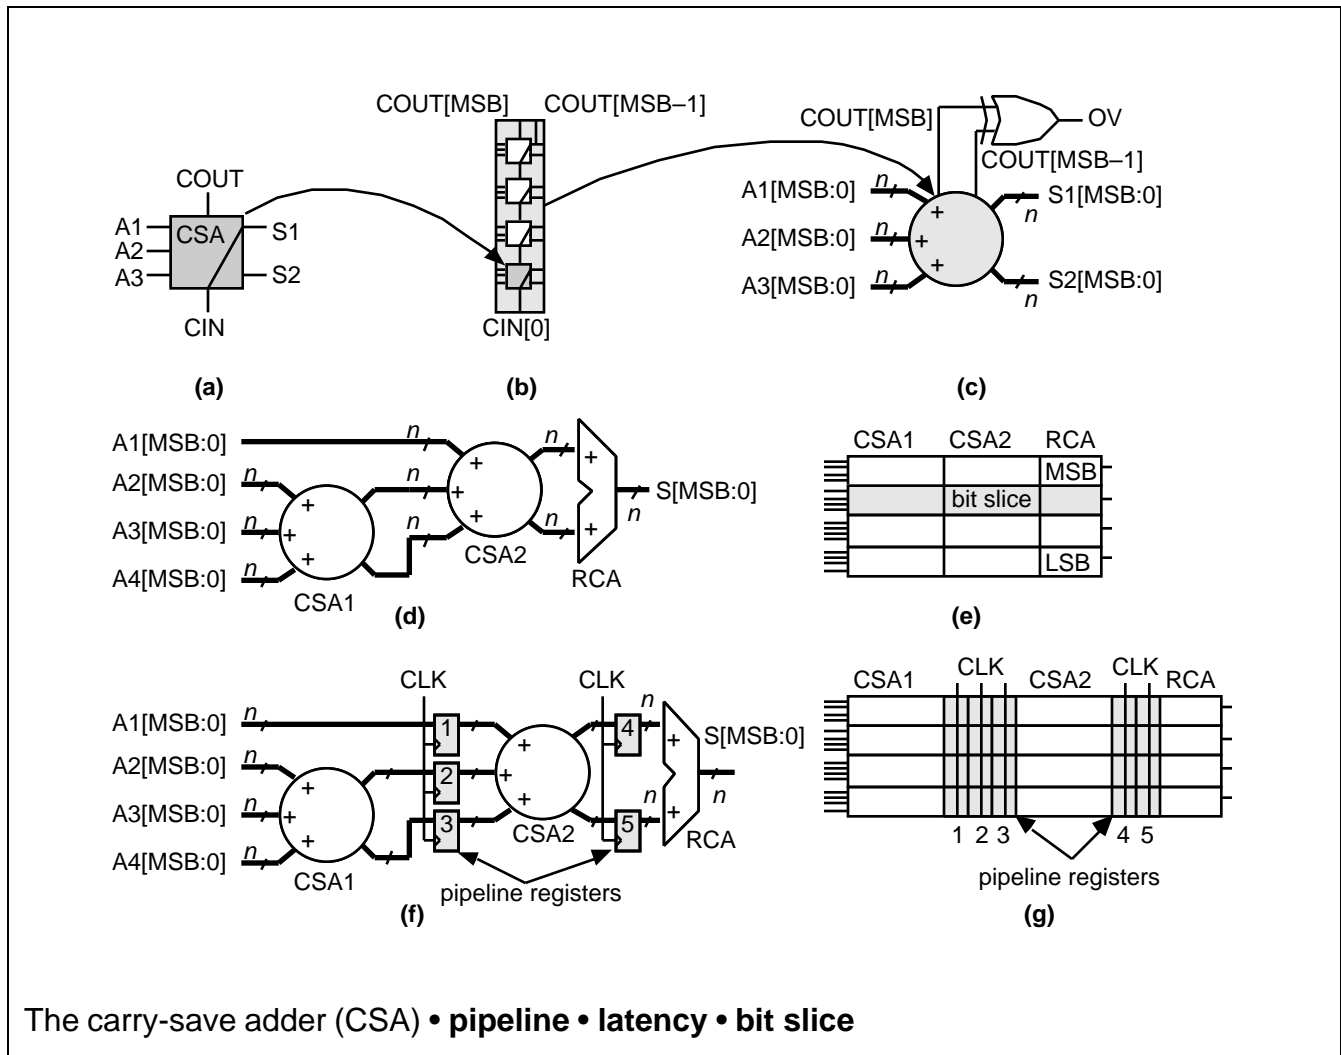 COUT[MSB] COUT[MSB–1]
COUT
A1
A2
A3
CSA
S1
S2
CIN
CIN[0]
COUT[MSB]
OV
COUT[MSB–1]
A1[MSB:0] n
A2[MSB:0] n
A3[MSB:0] n
+
+
+
S1[MSB:0]
n
S2[MSB:0]
n
(a)
(b)
(c)
A1[MSB:0] n
A2[MSB:0] n
A3[MSB:0] n
A4[MSB:0] n
+
+
+
CSA1
n
n
+
+
+
CSA2
n
n
+
+
RCA
S[MSB:0]
n
(d)
CSA1 CSA2 RCA
MSB
bit slice
LSB
(e)
CLK CLK
A1[MSB:0] n
A2[MSB:0] n
A3[MSB:0] n
A4[MSB:0] n
+
+
+
CSA1
1
2
3
+
+
+
CSA2
4
5
n
n
+
+
RCA
S[MSB:0]
n
pipeline registers
(f)
CSA1 CLK CSA2 CLK RCA
1 2 3 4 5
pipeline registers
(g)
The carry-save adder (CSA) • pipeline • latency • bit slice